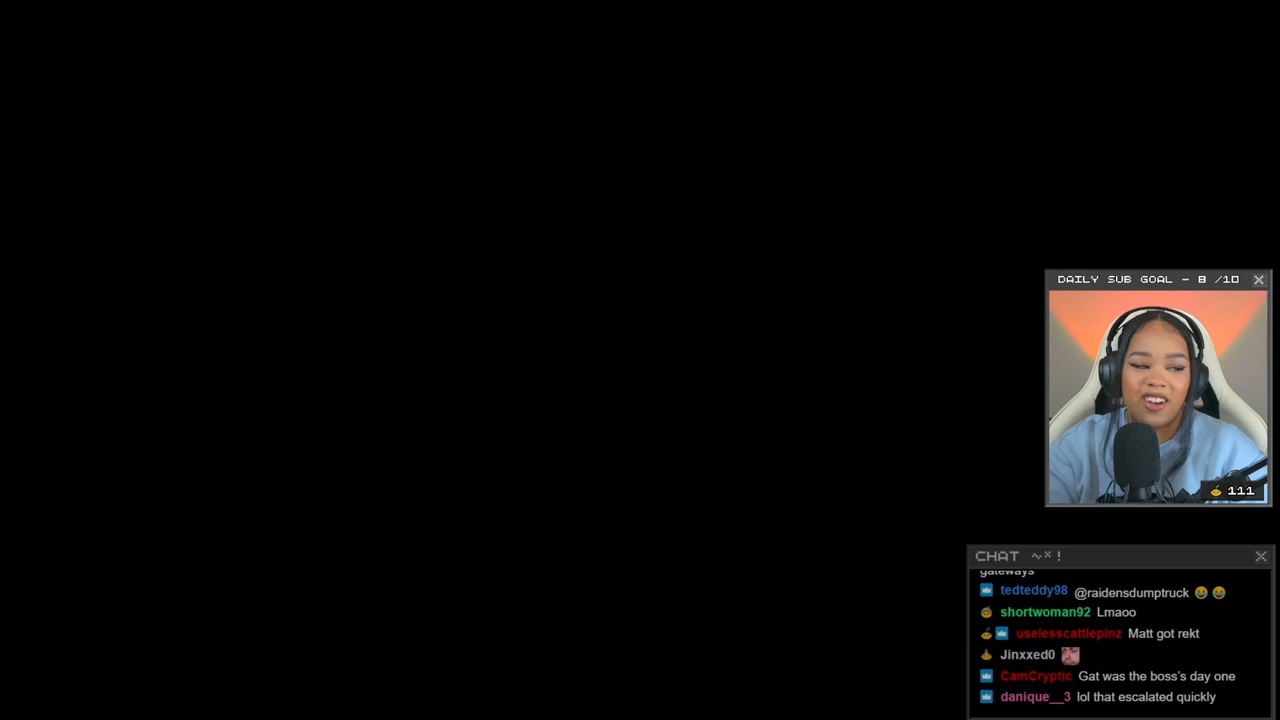 DAILY SUB GOAL - 8 /10
111
CHAT ~*!
gateways
tedteddy98 @raidensdumptruck 😂 😂
shortwoman92 Lmaoo
uselesscattlepinz Matt got rekt
Jinxxed0
CamCryptic Gat was the boss's day one
danique__3 lol that escalated quickly